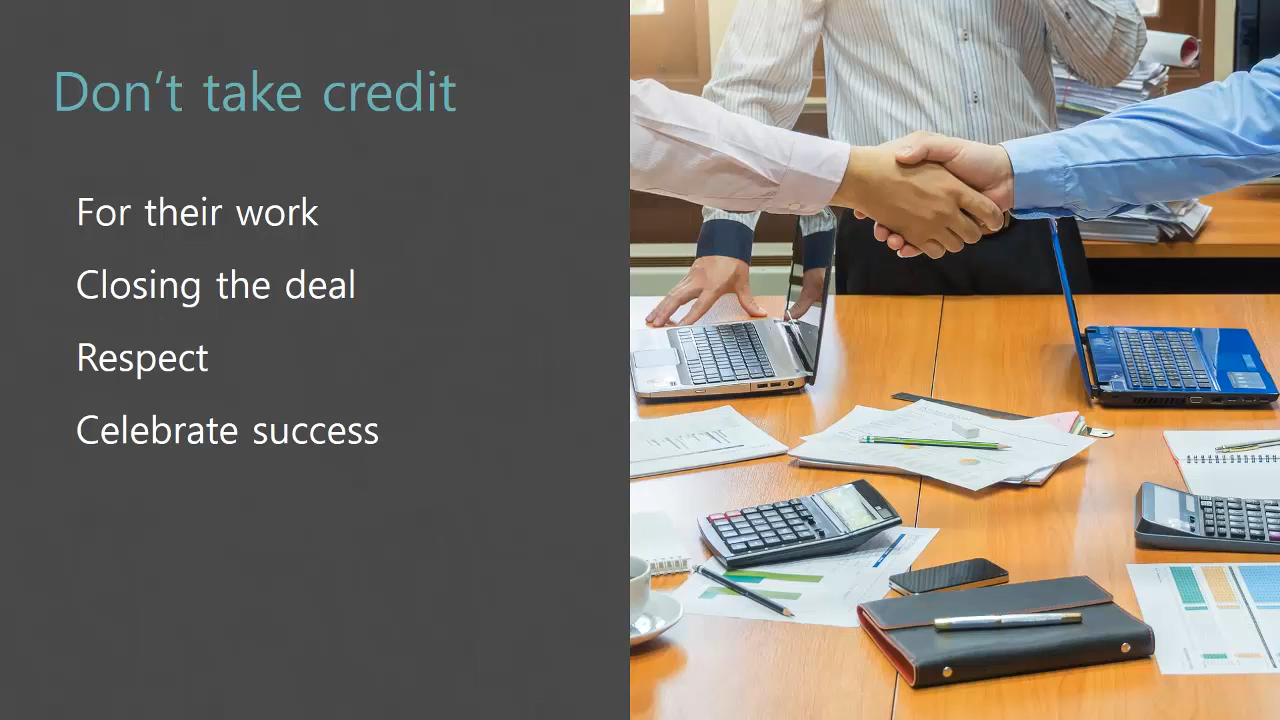 Don't take credit
For their work
Closing the deal
Respect
Celebrate success